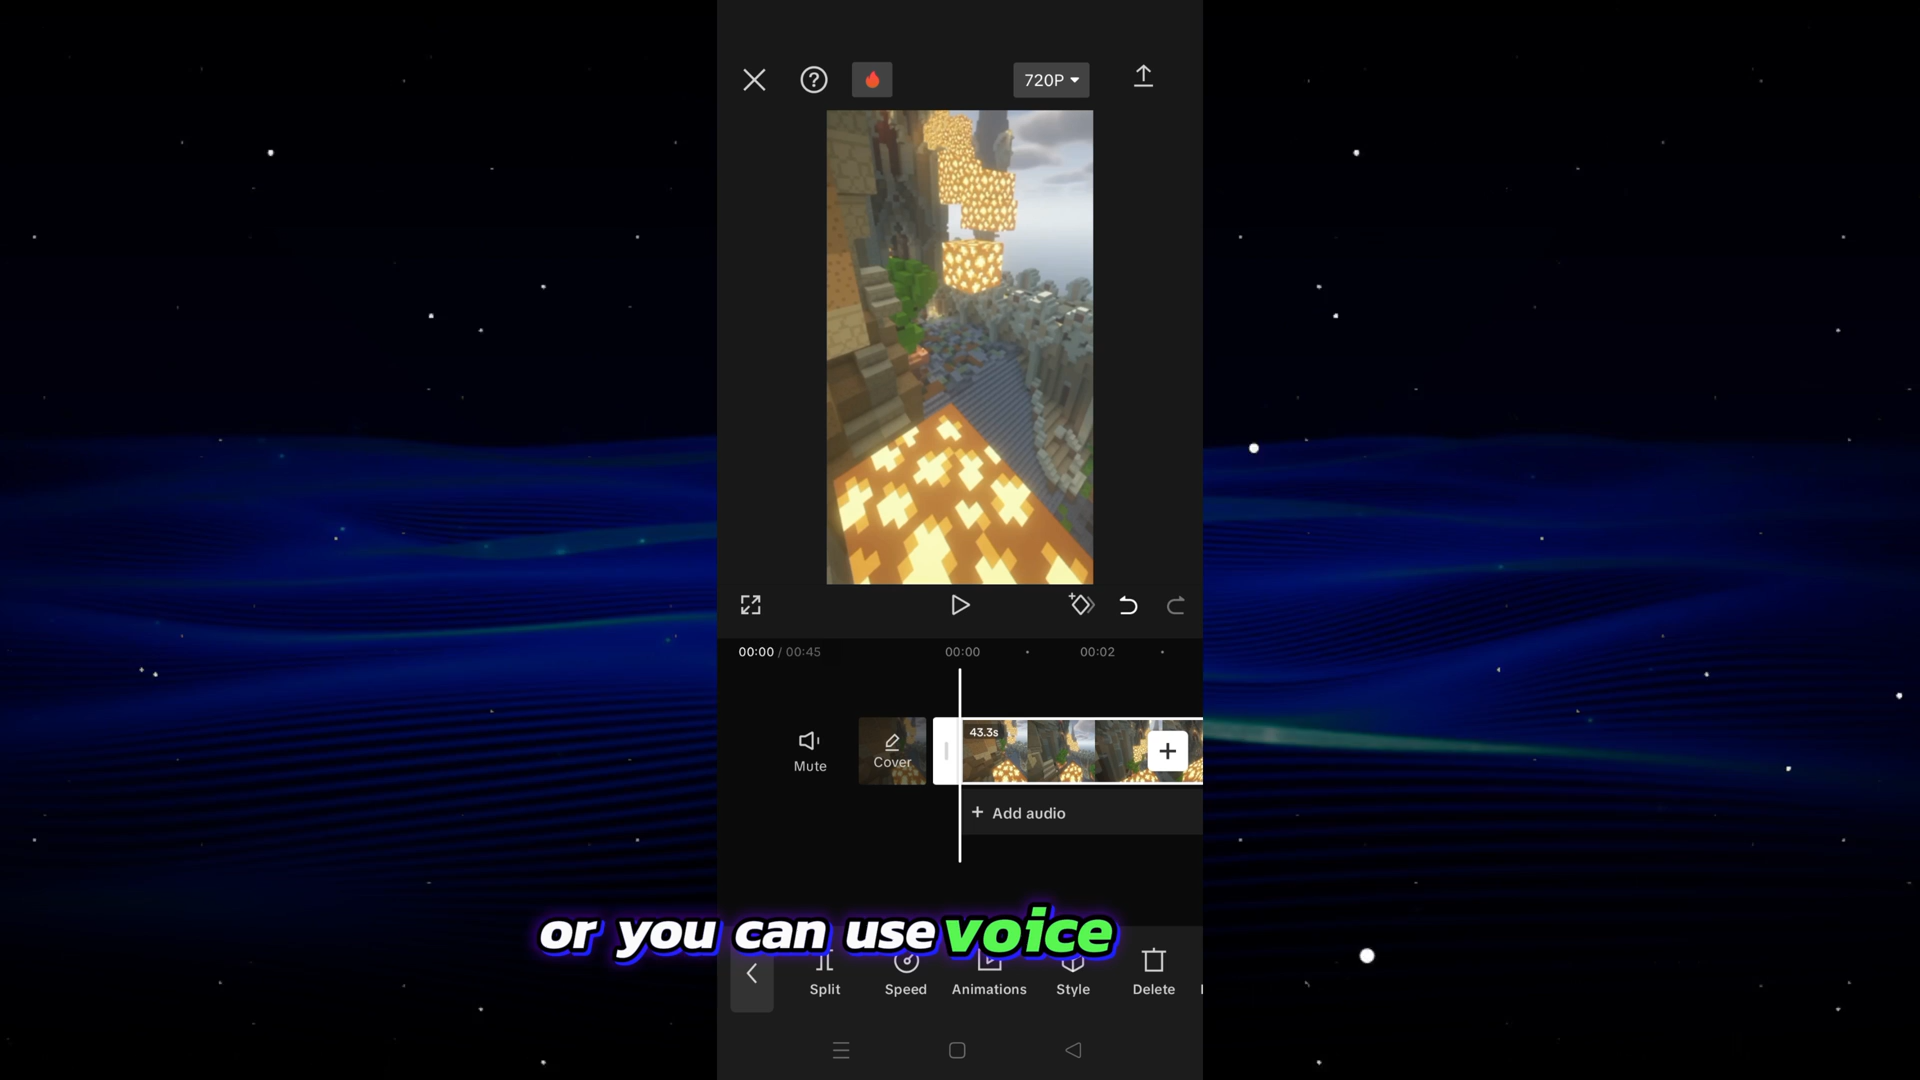 720P
00:00 / 00:45 00:00 00:02
43.3s
Mute
Cover
+ Add audio
or you can use voice
Split Speed Animations Style Delete